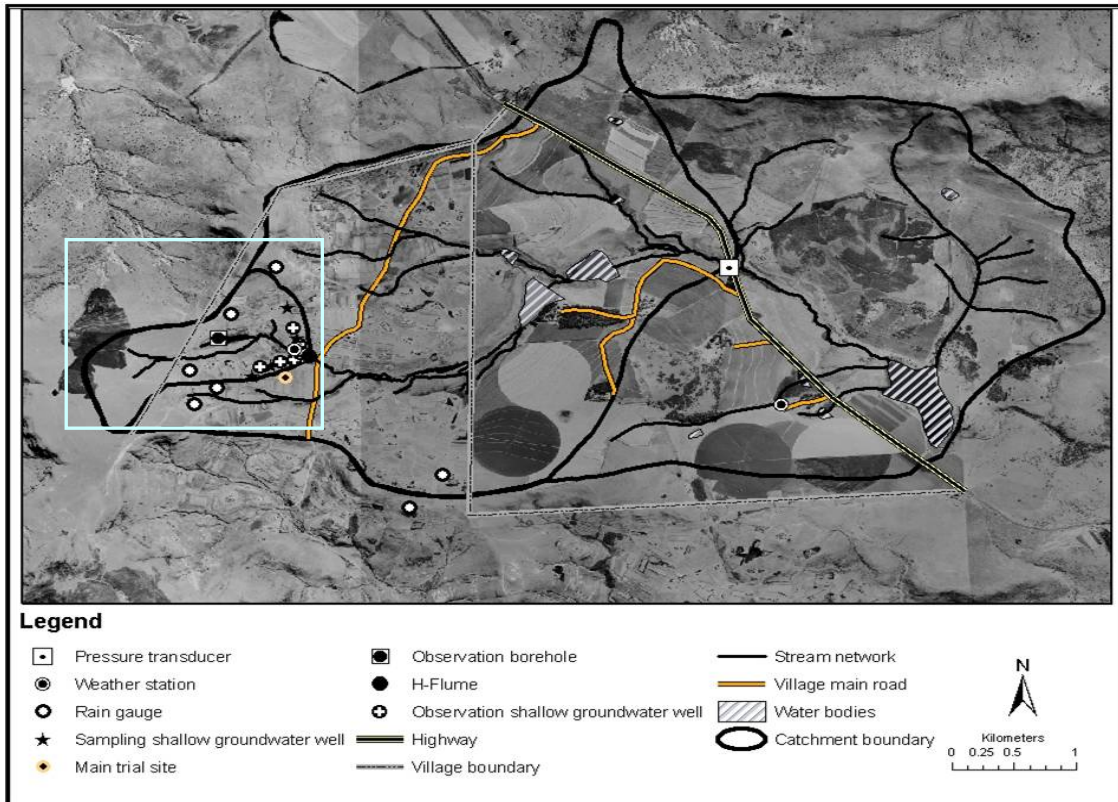 Legend
Pressure transducer
Weather station
Rain gauge
Sampling shallow groundwater well
Main trial site
Observation borehole
H-Flume
Observation shallow groundwater well
Highway
Village boundary
Stream network
Village main road
Water bodies
Catchment boundary
N
Kilometers
0 0.25 0.5 1